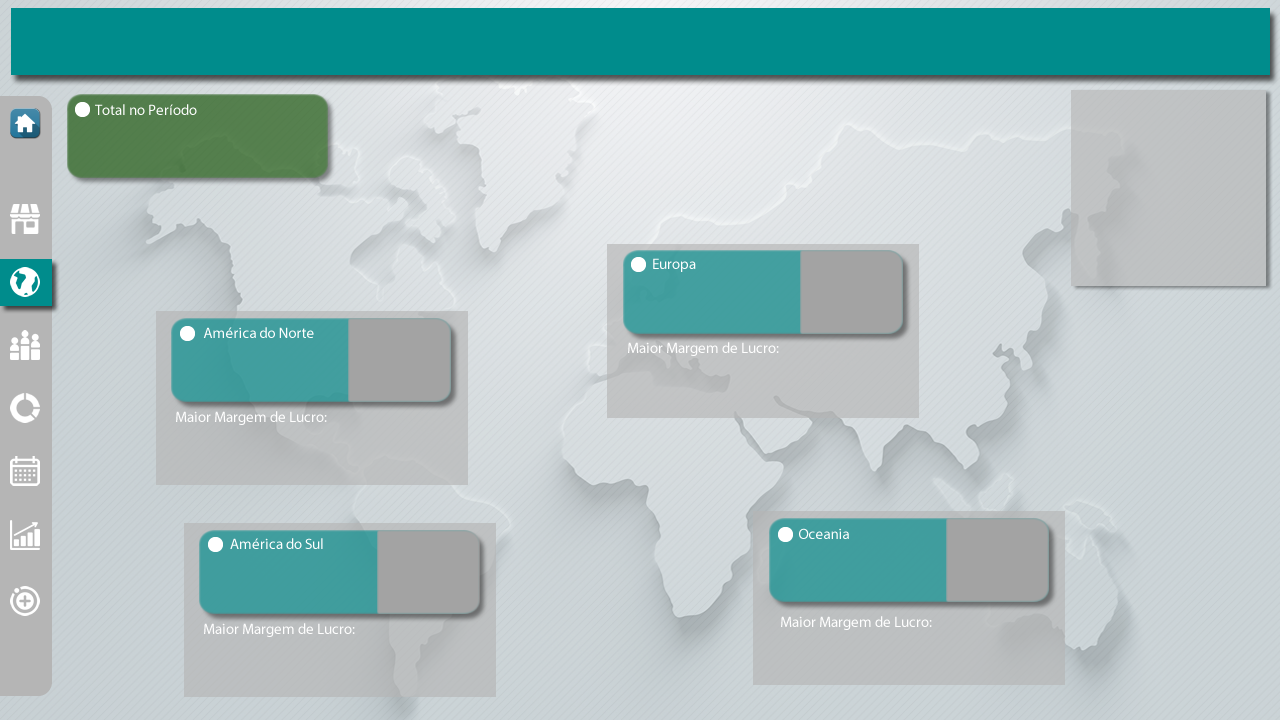 Total no Período
Europa
Maior Margem de Lucro:
América do Norte
Maior Margem de Lucro:
América do Sul
Maior Margem de Lucro:
Oceania
Maior Margem de Lucro: